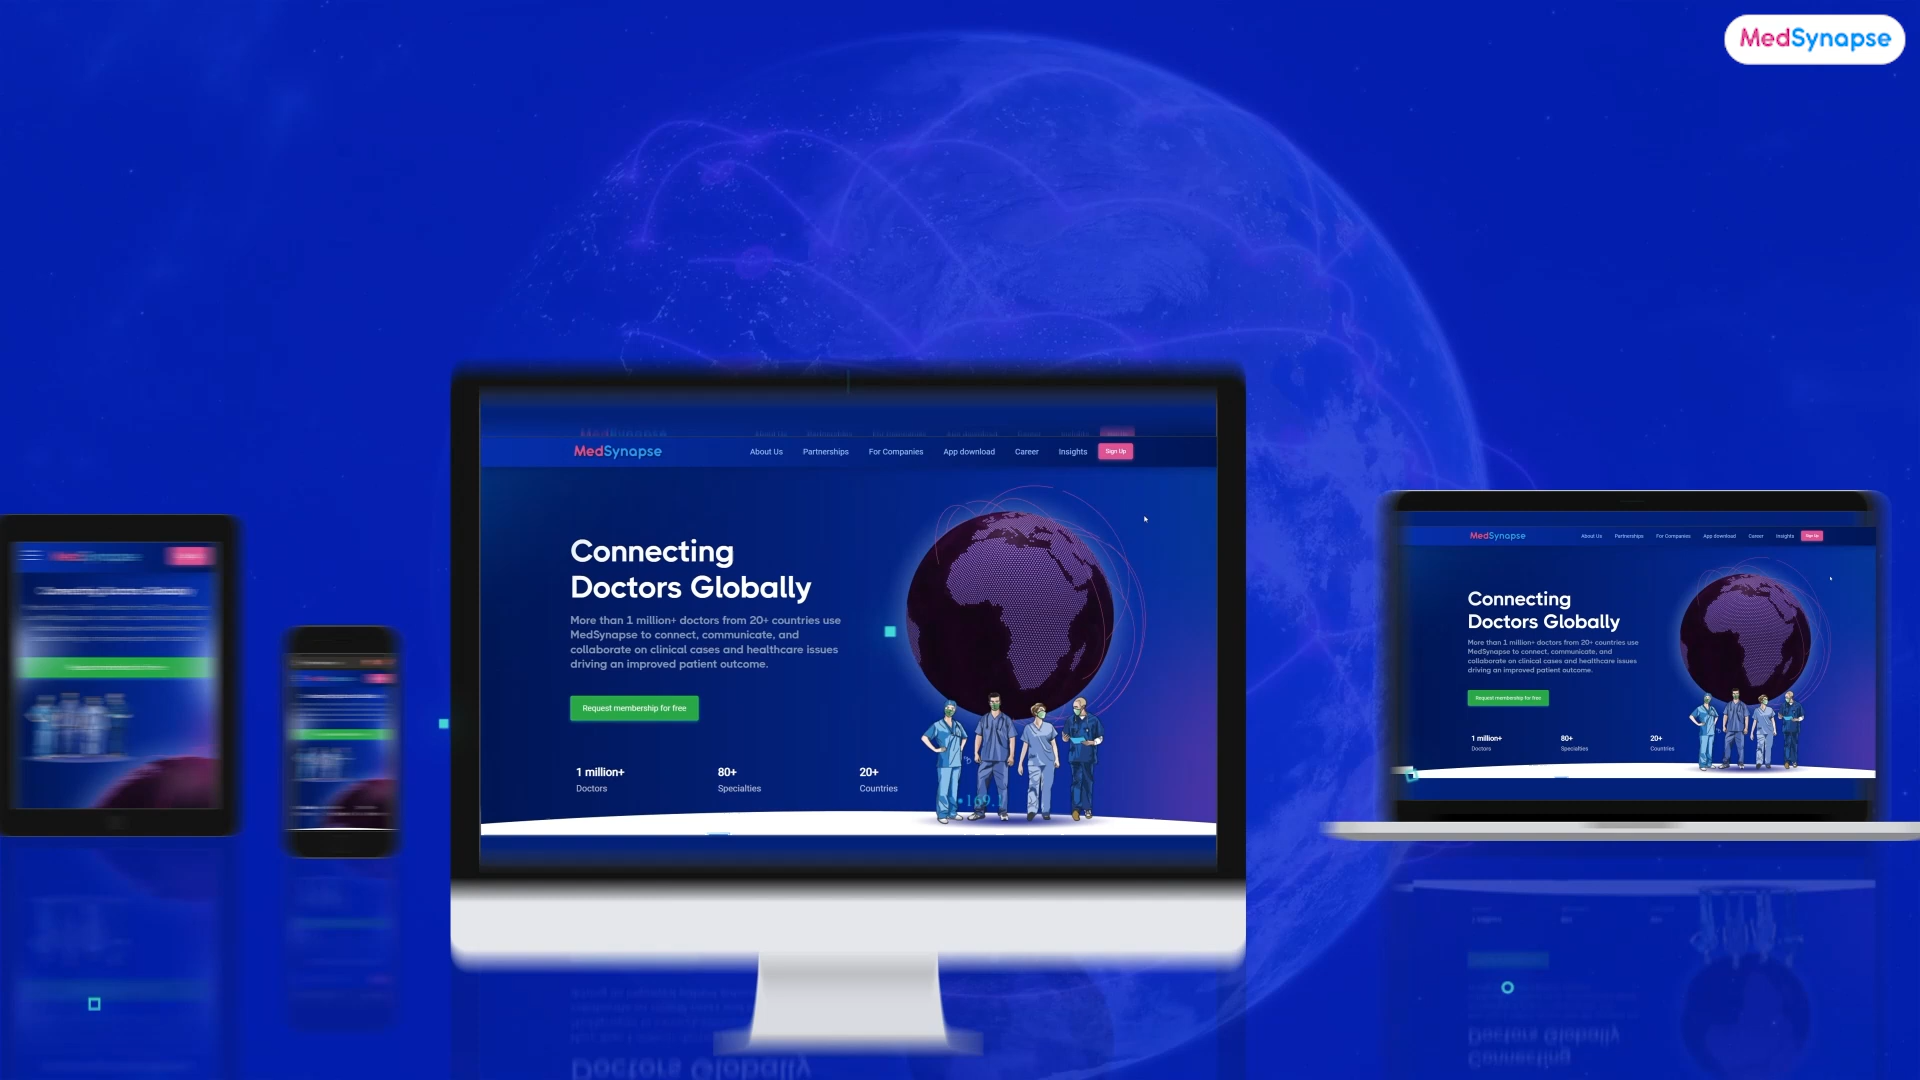 MedSynapse
MedSynapse
About Us Partnerships For Companies App download Career Insights Sign Up
Connecting
Doctors Globally
More than 1 million+ doctors from 20+ countries use
MedSynapse to connect, communicate, and
collaborate on clinical cases and healthcare issues
driving an improved patient outcome.
Request membership for free
1 million+ 80+ 20+
Doctors Specialties Countries
MedSynapse
About Us Partnerships For Companies App download Career Insights Sign Up
Connecting
Doctors Globally
More than 1 million+ doctors from 20+ countries use
MedSynapse to connect, communicate, and
collaborate on clinical cases and healthcare issues
driving an improved patient outcome.
Request membership for free
1 million+ 80+ 20+
Doctors Specialties Countries